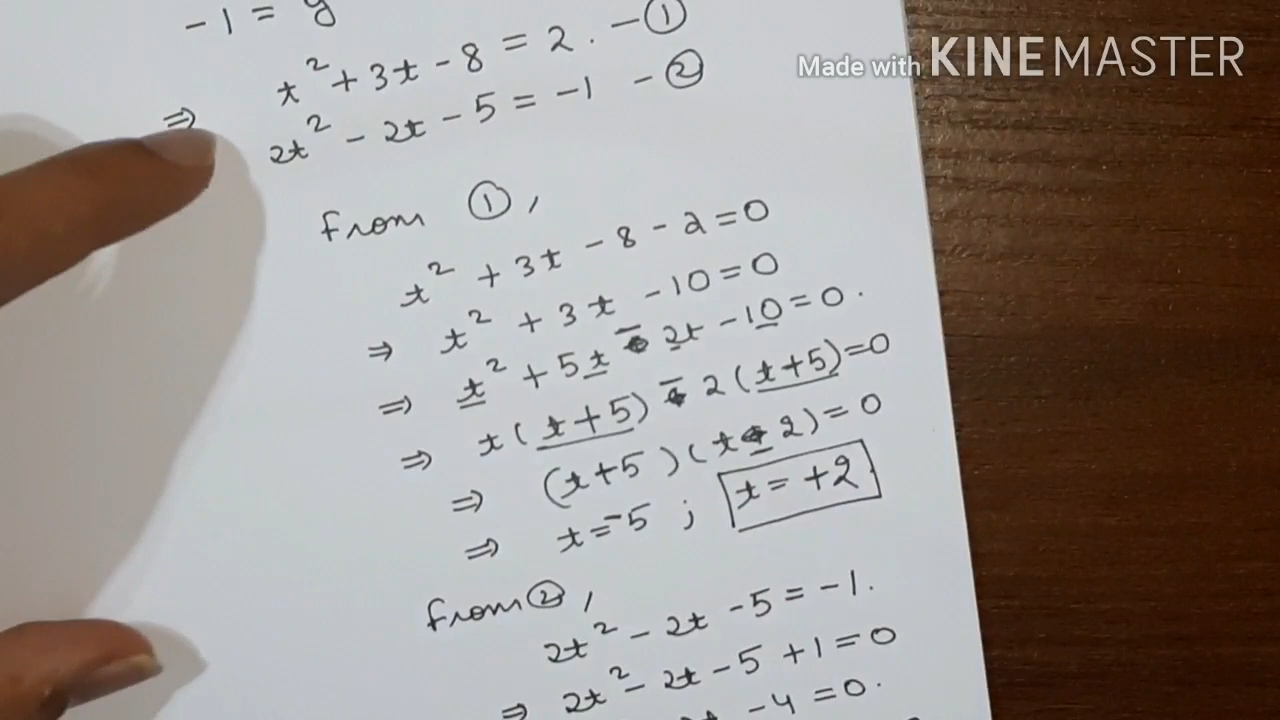 -1 = y
Made with KINEMASTER
t² + 3t - 8 = 2. - ①
⇒ 2t² - 2t - 5 = -1 - ②
From ①,
t² + 3t - 8 - 2 = 0
⇒ t² + 3t - 10 = 0
⇒ t² + 5t - 2t - 10 = 0.
⇒ t(t+5) - 2(t+5) = 0
⇒ (t+5)(t-2) = 0
⇒ t = -5 ; t = +2
From ②,
2t² - 2t - 5 = -1.
⇒ 2t² - 2t - 5 + 1 = 0
- 4 = 0.